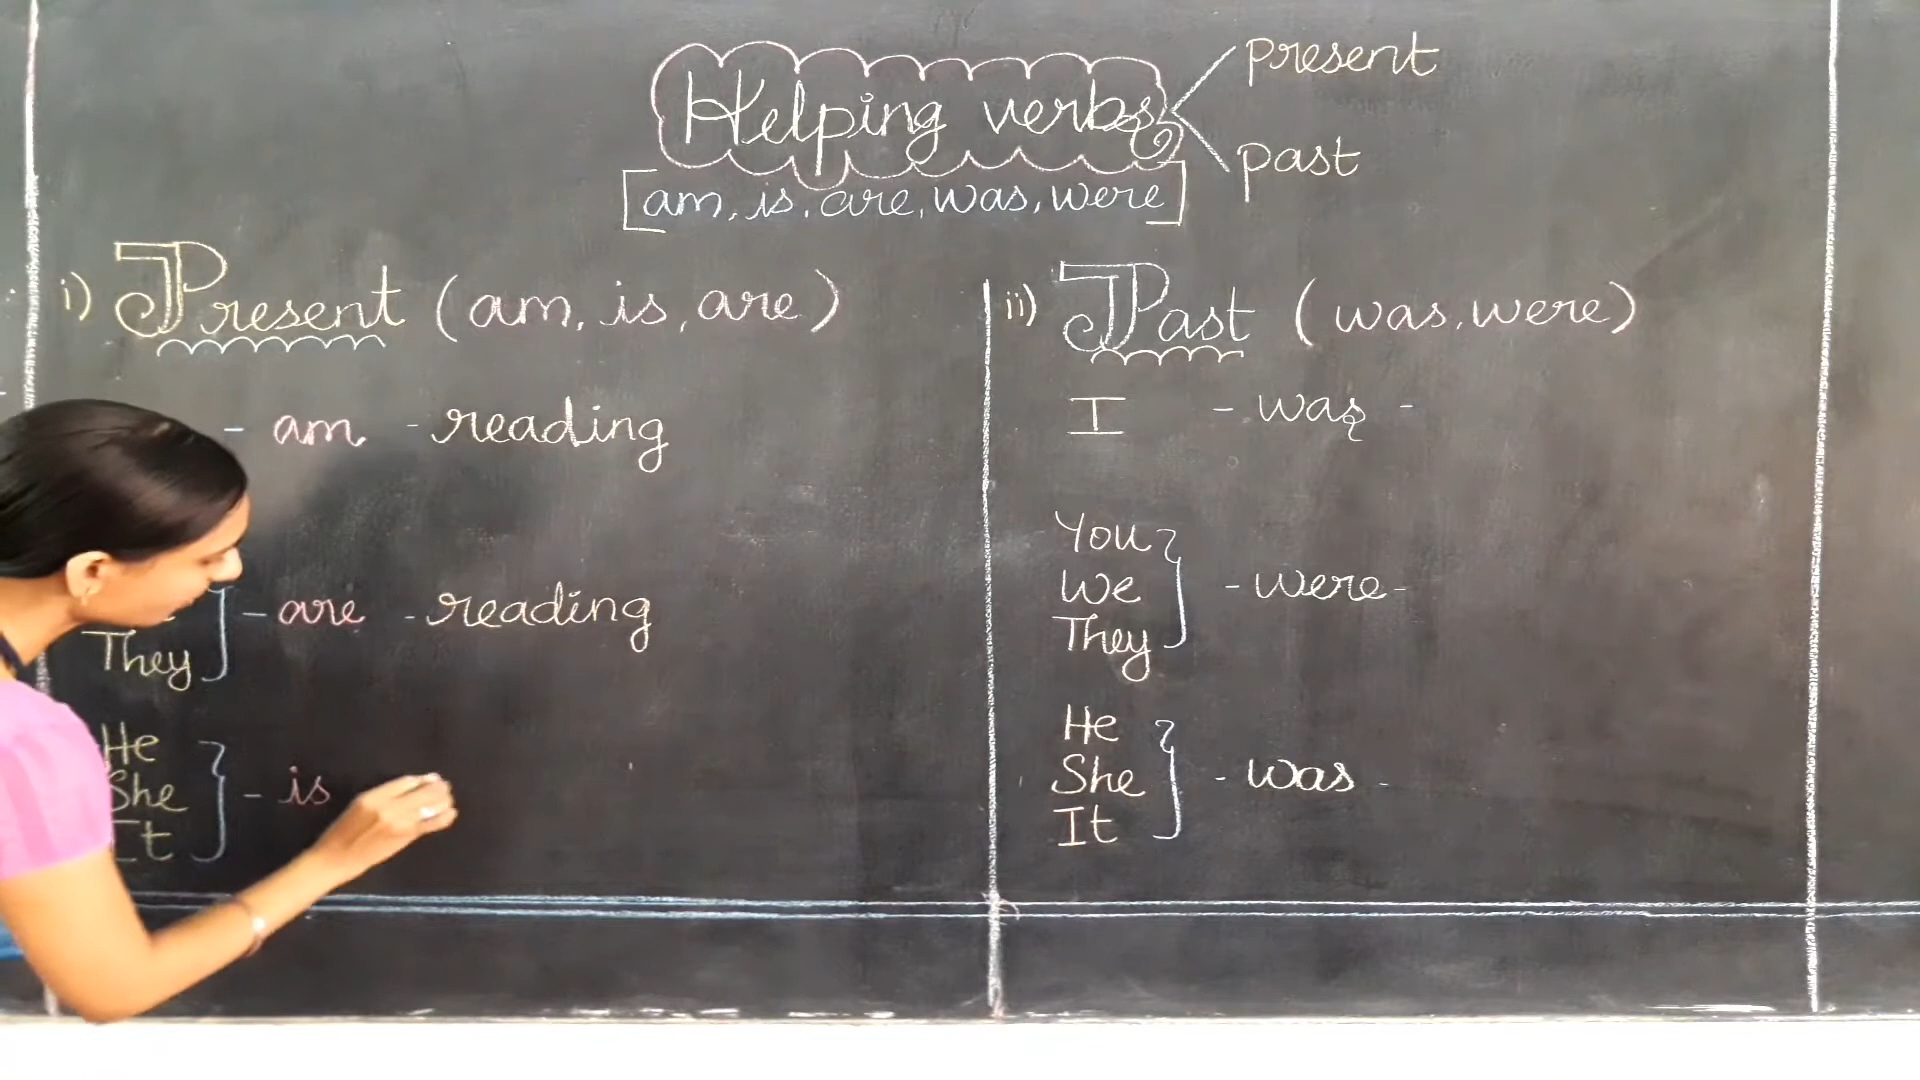 Helping verbs
present
past
[am, is, are, was, were]
i) Present (am, is, are)
- am - reading
- are - reading
They
He
She
It
- is
ii) Past (was, were)
I - was -
You
We
They
- were -
He
She
It
- was -